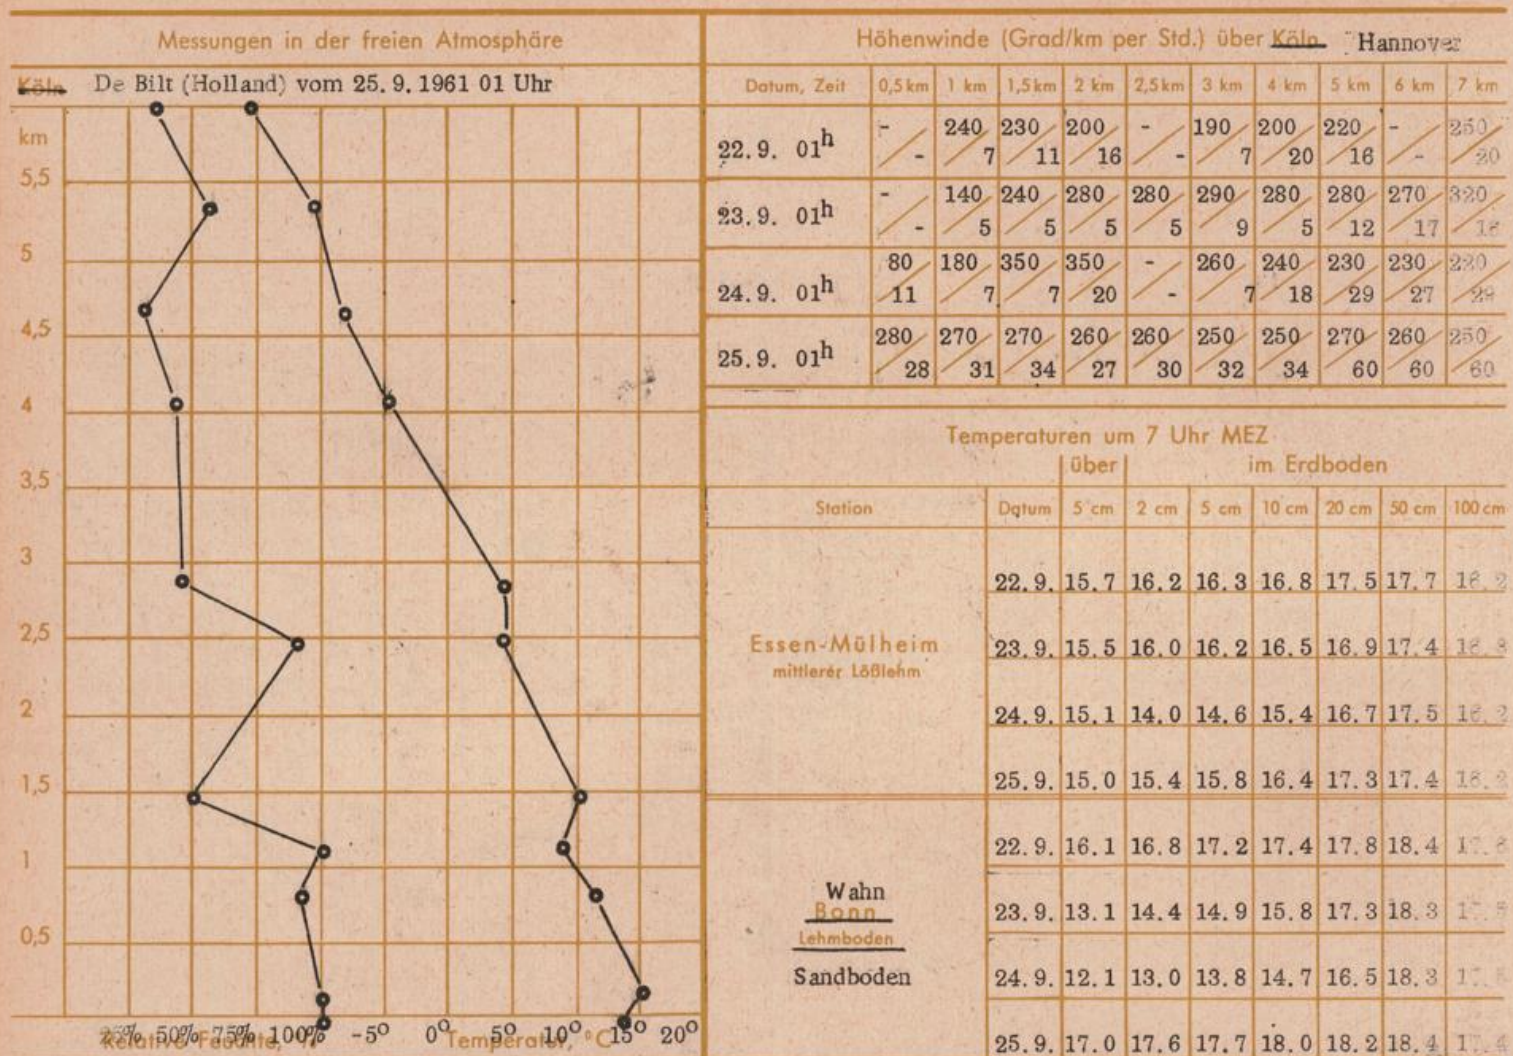 Messungen in der freien Atmosphäre
Köln De Bilt (Holland) vom 25.9.1961 01 Uhr
km
5,5
5
4,5
4
3,5
3
2,5
2
1,5
1
0,5
50% 75% 100% -5° 0° 5° 10° 15° 20°
Relative Feuchte, Temperatur, °C
Höhenwinde (Grad/km per Std.) über Köln Hannover
Datum, Zeit 0,5 km 1 km 1,5 km 2 km 2,5 km 3 km 4 km 5 km 6 km 7 km
22.9. 01h -/- 240/7 230/11 200/16 -/- 190/7 200/20 220/16 -/- 250/20
23.9. 01h -/- 140/5 240/5 280/5 280/5 290/9 280/5 280/12 270/17 320/
24.9. 01h 80/11 180/7 350/7 350/20 -/- 260/7 240/18 230/29 230/27 220/29
25.9. 01h 280/28 270/31 270/34 260/27 260/30 250/32 250/34 270/60 260/60 250/60
Temperaturen um 7 Uhr MEZ
über im Erdboden
Station Datum 5 cm 2 cm 5 cm 10 cm 20 cm 50 cm 100 cm
Essen-Mülheim
mittlerer Lößlehm
22.9. 15.7 16.2 16.3 16.8 17.5 17.7
23.9. 15.5 16.0 16.2 16.5 16.9 17.4
24.9. 15.1 14.0 14.6 15.4 16.7 17.5
25.9. 15.0 15.4 15.8 16.4 17.3 17.4
Wahn
Bonn
Lehmboden
Sandboden
22.9. 16.1 16.8 17.2 17.4 17.8 18.4
23.9. 13.1 14.4 14.9 15.8 17.3 18.3
24.9. 12.1 13.0 13.8 14.7 16.5 18.3
25.9. 17.0 17.6 17.7 18.0 18.2 18.4